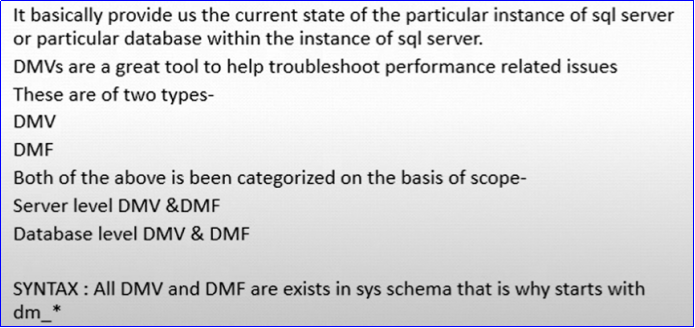 It basically provide us the current state of the particular instance of sql server
or particular database within the instance of sql server.
DMVs are a great tool to help troubleshoot performance related issues
These are of two types-
DMV
DMF
Both of the above is been categorized on the basis of scope-
Server level DMV &DMF
Database level DMV & DMF
SYNTAX : All DMV and DMF are exists in sys schema that is why starts with
dm_*